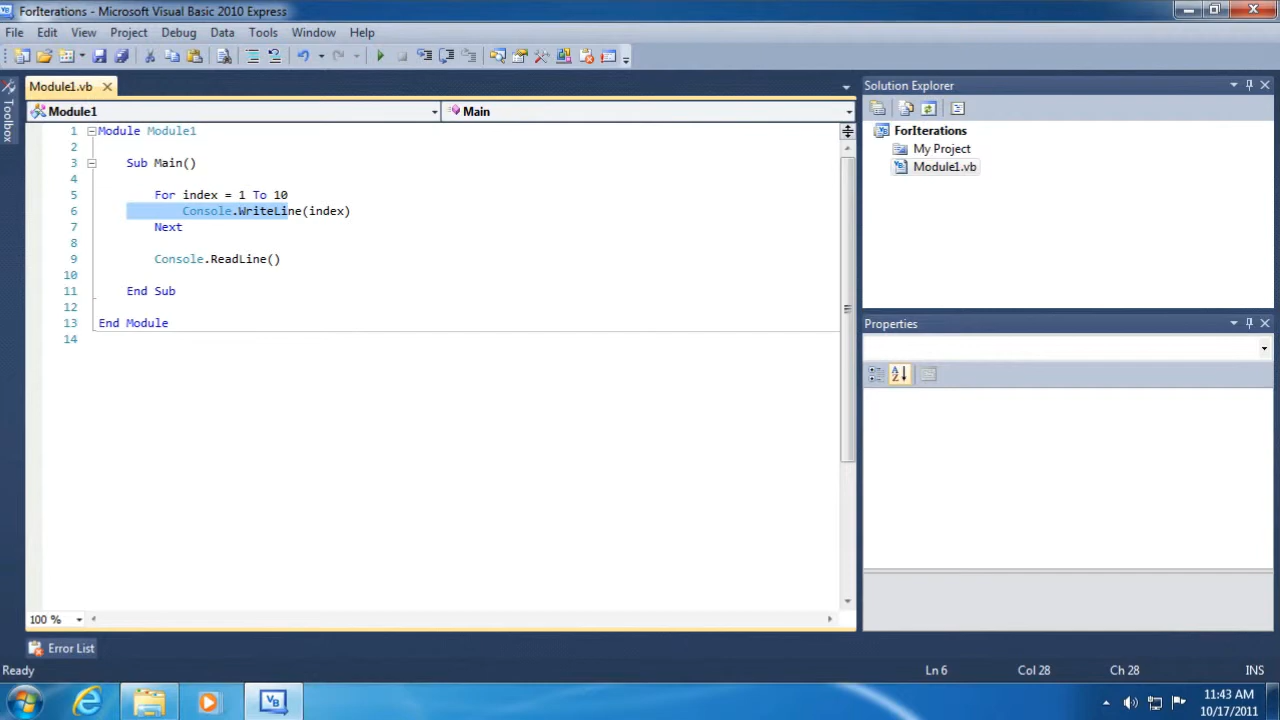 ForIterations - Microsoft Visual Basic 2010 Express
File Edit View Project Debug Data Tools Window Help
Module1.vb
Solution Explorer
Toolbox
Module1
Main
ForIterations
My Project
Module1.vb
1 Module Module1
2
3 Sub Main()
4
5 For index = 1 To 10
6 Console.WriteLine(index)
7 Next
8
9 Console.ReadLine()
10
11 End Sub
12
13 End Module
14
Properties
100 %
Error List
Ready
Ln 6
Col 28
Ch 28
INS
11:43 AM
10/17/2011